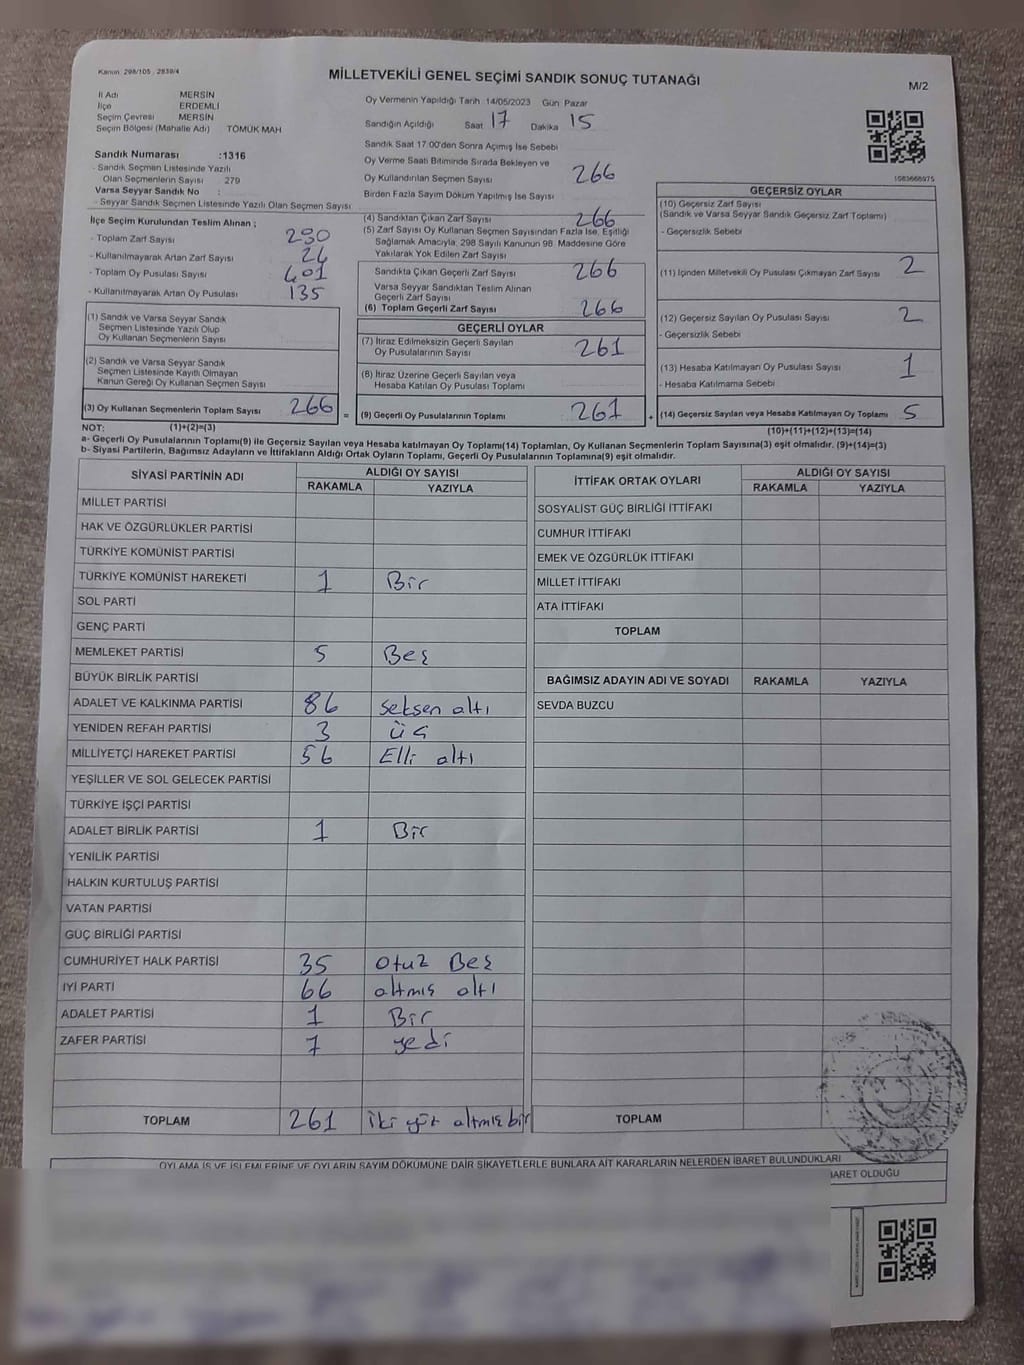 Kanun: 298/105 , 2839/4
MİLLETVEKİLİ GENEL SEÇİMİ SANDIK SONUÇ TUTANAĞI
M/2
İl Adı MERSİN
İlçe ERDEMLİ
Seçim Çevresi MERSİN
Seçim Bölgesi (Mahalle Adı) TÖMÜK MAH
Oy Vermenin Yapıldığı Tarih 14/05/2023 Gün Pazar
Sandığın Açıldığı Saat 17 Dakika 15
Sandık Saat 17.00'den Sonra Açımış İse Sebebi
Sandık Numarası :1316
- Sandık Seçmen Listesinde Yazılı
Olan Seçmenlerin Sayısı 279
Varsa Seyyar Sandık No :
- Seyyar Sandık Seçmen Listesinde Yazılı Olan Seçmen Sayısı
Oy Verme Saati Bitiminde Sırada Bekleyen ve
Oy Kullandırılan Seçmen Sayısı 266
Birden Fazla Sayım Döküm Yapılmış İse Sayısı
İlçe Seçim Kurulundan Teslim Alınan ;
- Toplam Zarf Sayısı 290
- Kullanılmayarak Artan Zarf Sayısı 24
- Toplam Oy Pusulası Sayısı 401
- Kullanılmayarak Artan Oy Pusulası 135
(4) Sandıktan Çıkan Zarf Sayısı 266
(5) Zarf Sayısı Oy Kullanan Seçmen Sayısından Fazla İse, Eşitliği
Sağlamak Amacıyla; 298 Sayılı Kanunun 98. Maddesine Göre
Yakılarak Yok Edilen Zarf Sayısı
Sandıkta Çıkan Geçerli Zarf Sayısı 266
Varsa Seyyar Sandıktan Teslim Alınan
Geçerli Zarf Sayısı
(6) Toplam Geçerli Zarf Sayısı 266
(1) Sandık ve Varsa Seyyar Sandık
Seçmen Listesinde Yazılı Olup
Oy Kullanan Seçmenlerin Sayısı
(2) Sandık ve Varsa Seyyar Sandık
Seçmen Listesinde Kayıtlı Olmayan
Kanun Gereği Oy Kullanan Seçmen Sayısı
(3) Oy Kullanan Seçmenlerin Toplam Sayısı 266 =
GEÇERLİ OYLAR
(7) İtiraz Edilmeksizin Geçerli Sayılan
Oy Pusulalarının Sayısı 261
(8) İtiraz Üzerine Geçerli Sayılan veya
Hesaba Katılan Oy Pusulası Toplamı
(9) Geçerli Oy Pusulalarının Toplamı 261 +
GEÇERSİZ OYLAR
(10) Geçersiz Zarf Sayısı
(Sandık ve Varsa Seyyar Sandık Geçersiz Zarf Toplamı)
- Geçersizlik Sebebi
(11) İçinden Milletvekili Oy Pusulası Çıkmayan Zarf Sayısı 2
(12) Geçersiz Sayılan Oy Pusulası Sayısı 2
- Geçersizlik Sebebi
(13) Hesaba Katılmayan Oy Pusulası Sayısı 1
- Hesaba Katılmama Sebebi
(14) Geçersiz Sayılan veya Hesaba Katılmayan Oy Toplamı 5
NOT: (1)+(2)=(3)
(10)+(11)+(12)+(13)=(14)
a- Geçerli Oy Pusulalarının Toplamı(9) ile Geçersiz Sayılan veya Hesaba katılmayan Oy Toplamı(14) Toplamları, Oy Kullanan Seçmenlerin Toplam Sayısına(3) eşit olmalıdır. (9)+(14)=(3)
b- Siyasi Partilerin, Bağımsız Adayların ve İttifakların Aldığı Ortak Oyların Toplamı, Geçerli Oy Pusulalarının Toplamına(9) eşit olmalıdır.
SİYASİ PARTİNİN ADI ALDIĞI OY SAYISI
RAKAMLA YAZIYLA
MİLLET PARTİSİ
HAK VE ÖZGÜRLÜKLER PARTİSİ
TÜRKİYE KOMÜNİST PARTİSİ
TÜRKİYE KOMÜNİST HAREKETİ 1 Bir
SOL PARTİ
GENÇ PARTİ
MEMLEKET PARTİSİ 5 Beş
BÜYÜK BİRLİK PARTİSİ
ADALET VE KALKINMA PARTİSİ 86 Seksen altı
YENİDEN REFAH PARTİSİ 3 üç
MİLLİYETÇİ HAREKET PARTİSİ 56 Elli altı
YEŞİLLER VE SOL GELECEK PARTİSİ
TÜRKİYE İŞÇİ PARTİSİ
ADALET BİRLİK PARTİSİ 1 Bir
YENİLİK PARTİSİ
HALKIN KURTULUŞ PARTİSİ
VATAN PARTİSİ
GÜÇ BİRLİĞİ PARTİSİ
CUMHURİYET HALK PARTİSİ 35 otuz Beş
İYİ PARTİ 66 altmış altı
ADALET PARTİSİ 1 Bir
ZAFER PARTİSİ 7 yedi
TOPLAM 261 iki yüz altmış bir
İTTİFAK ORTAK OYLARI ALDIĞI OY SAYISI
RAKAMLA YAZIYLA
SOSYALİST GÜÇ BİRLİĞİ İTTİFAKI
CUMHUR İTTİFAKI
EMEK VE ÖZGÜRLÜK İTTİFAKI
MİLLET İTTİFAKI
ATA İTTİFAKI
TOPLAM
BAĞIMSIZ ADAYIN ADI VE SOYADI RAKAMLA YAZIYLA
SEVDA BUZCU
TOPLAM
OYLAMA İŞ VE İŞLEMLERİNE VE OYLARIN SAYIM DÖKÜMÜNE DAİR ŞİKAYETLERLE BUNLARA AİT KARARLARIN NELERDEN İBARET BULUNDUKLARI
BARET OLDUĞU